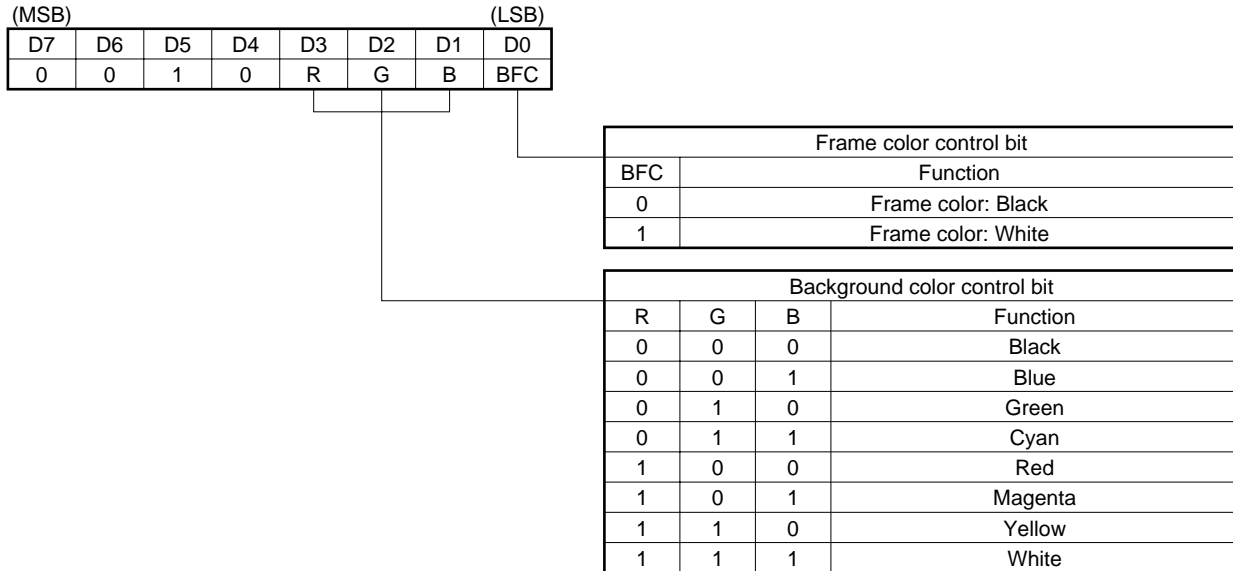 (MSB) (LSB)
D7 D6 D5 D4 D3 D2 D1 D0
0 0 1 0 R G B BFC
Frame color control bit
BFC Function
0 Frame color: Black
1 Frame color: White
Background color control bit
R G B Function
0 0 0 Black
0 0 1 Blue
0 1 0 Green
0 1 1 Cyan
1 0 0 Red
1 0 1 Magenta
1 1 0 Yellow
1 1 1 White